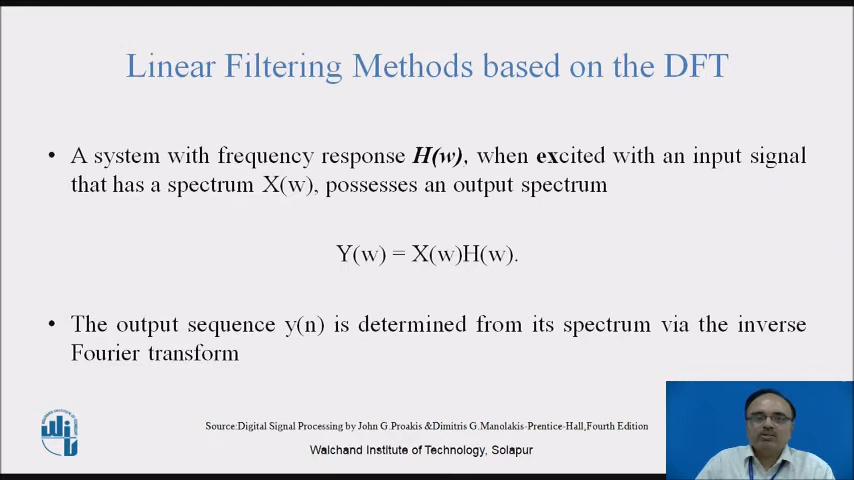 Linear Filtering Methods based on the DFT
• A system with frequency response H(w), when excited with an input signal
that has a spectrum X(w), possesses an output spectrum
Y(w) = X(w)H(w).
• The output sequence y(n) is determined from its spectrum via the inverse
Fourier transform
Source:Digital Signal Processing by John G.Proakis &Dimitris G.Manolakis-Prentice-Hall,Fourth Edition
Walchand Institute of Technology, Solapur